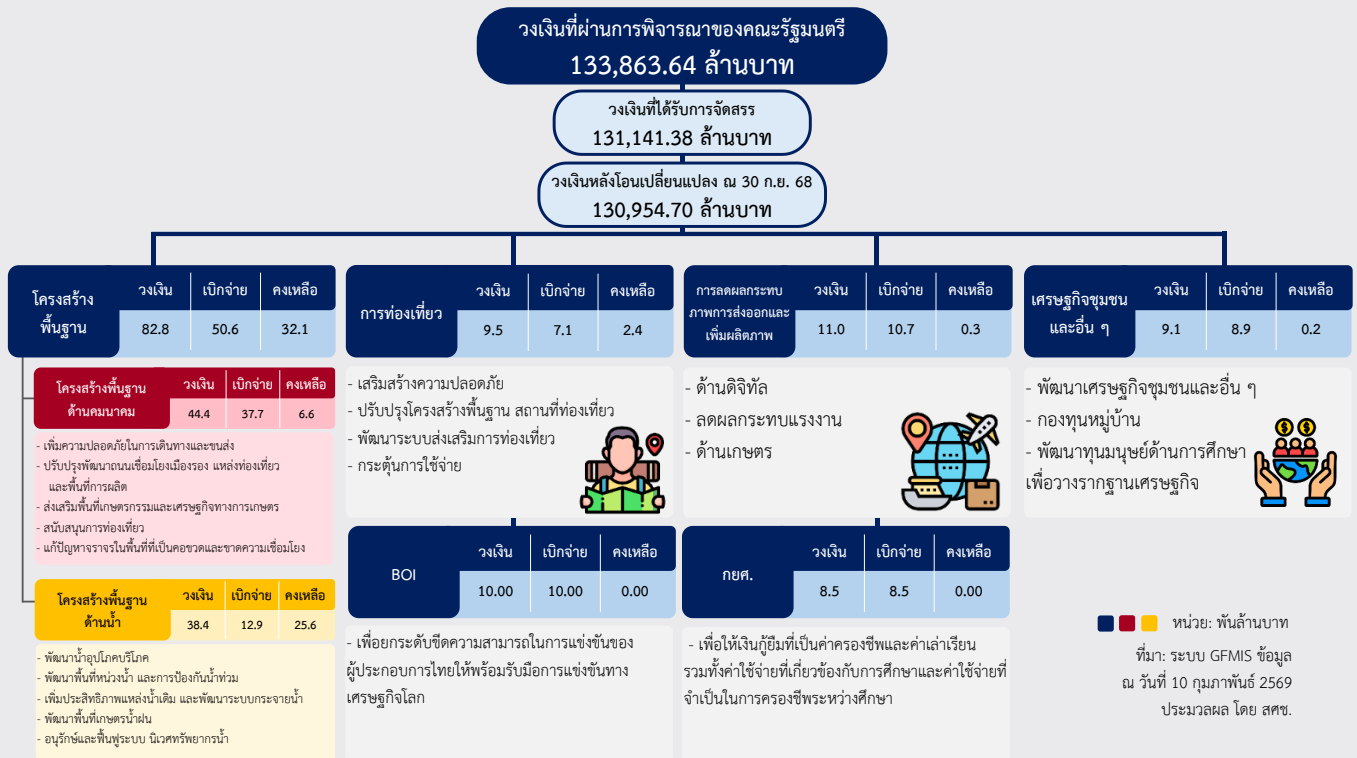 วงเงินที่ผ่านการพิจารณาของคณะรัฐมนตรี
133,863.64 ล้านบาท
วงเงินที่ได้รับการจัดสรร
131,141.38 ล้านบาท
วงเงินหลังโอนเปลี่ยนแปลง ณ 30 ก.ย. 68
130,954.70 ล้านบาท
โครงสร้าง
พื้นฐาน
วงเงิน เบิกจ่าย คงเหลือ
82.8 50.6 32.1
โครงสร้างพื้นฐาน
ด้านคมนาคม
วงเงิน เบิกจ่าย คงเหลือ
44.4 37.7 6.6
- เพิ่มความปลอดภัยในการเดินทางและขนส่ง
- ปรับปรุงพัฒนาถนนเชื่อมโยงเมืองรอง แหล่งท่องเที่ยว
และพื้นที่การผลิต
- ส่งเสริมพื้นที่เกษตรกรรมและเศรษฐกิจทางการเกษตร
- สนับสนุนการท่องเที่ยว
- แก้ปัญหาจราจรในพื้นที่ที่เป็นคอขวดและขาดความเชื่อมโยง
โครงสร้างพื้นฐาน
ด้านน้ำ
วงเงิน เบิกจ่าย คงเหลือ
38.4 12.9 25.6
- พัฒนาน้ำอุปโภคบริโภค
- พัฒนาพื้นที่หน่วงน้ำ และการป้องกันน้ำท่วม
- เพิ่มประสิทธิภาพแหล่งน้ำเดิม และพัฒนาระบบกระจายน้ำ
- พัฒนาพื้นที่เกษตรน้ำฝน
- อนุรักษ์และฟื้นฟูระบบ นิเวศทรัพยากรน้ำ
การท่องเที่ยว
วงเงิน เบิกจ่าย คงเหลือ
9.5 7.1 2.4
- เสริมสร้างความปลอดภัย
- ปรับปรุงโครงสร้างพื้นฐาน สถานที่ท่องเที่ยว
- พัฒนาระบบส่งเสริมการท่องเที่ยว
- กระตุ้นการใช้จ่าย
BOI
วงเงิน เบิกจ่าย คงเหลือ
10.00 10.00 0.00
- เพื่อยกระดับขีดความสามารถในการแข่งขันของ
ผู้ประกอบการไทยให้พร้อมรับมือการแข่งขันทาง
เศรษฐกิจโลก
การลดผลกระทบ
ภาพการส่งออกและ
เพิ่มผลิตภาพ
วงเงิน เบิกจ่าย คงเหลือ
11.0 10.7 0.3
- ด้านดิจิทัล
- ลดผลกระทบแรงงาน
- ด้านเกษตร
กยศ.
วงเงิน เบิกจ่าย คงเหลือ
8.5 8.5 0.00
- เพื่อให้เงินกู้ยืมที่เป็นค่าครองชีพและค่าเล่าเรียน
รวมทั้งค่าใช้จ่ายที่เกี่ยวข้องกับการศึกษาและค่าใช้จ่ายที่
จำเป็นในการครองชีพระหว่างศึกษา
เศรษฐกิจชุมชน
และอื่น ๆ
วงเงิน เบิกจ่าย คงเหลือ
9.1 8.9 0.2
- พัฒนาเศรษฐกิจชุมชนและอื่น ๆ
- กองทุนหมู่บ้าน
- พัฒนาทุนมนุษย์ด้านการศึกษา
เพื่อวางรากฐานเศรษฐกิจ
หน่วย: พันล้านบาท
ที่มา: ระบบ GFMIS ข้อมูล
ณ วันที่ 10 กุมภาพันธ์ 2569
ประมวลผล โดย สศช.